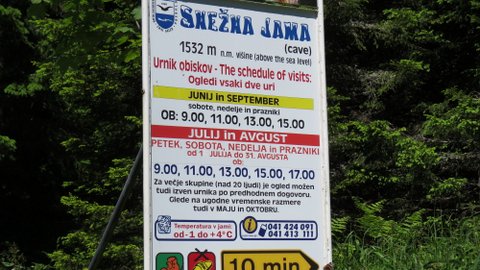 SNEŽNA JAMA
(cave)
1532 m n.m. višine (above the sea level)
Urnik obiskov - The schedule of visits:
Ogledi vsaki dve uri
JUNIJ in SEPTEMBER
sobote, nedelje in prazniki
OB: 9.00, 11.00, 13.00, 15.00
JULIJ in AVGUST
PETEK, SOBOTA, NEDELJA in PRAZNIKI
od 1 JULIJA do 31. AVGUSTA
ob:
9.00, 11.00, 13.00, 15.00, 17.00
Za večje skupine (nad 20 ljudi) je ogled možen
tudi izven urnika po predhodnem dogovoru.
Glede na ugodne vremenske razmere
tudi v MAJU in OKTOBRU.
Temperatura v jami:
od - 1 do +4°C
i
041 424 091
041 413 111
10 min